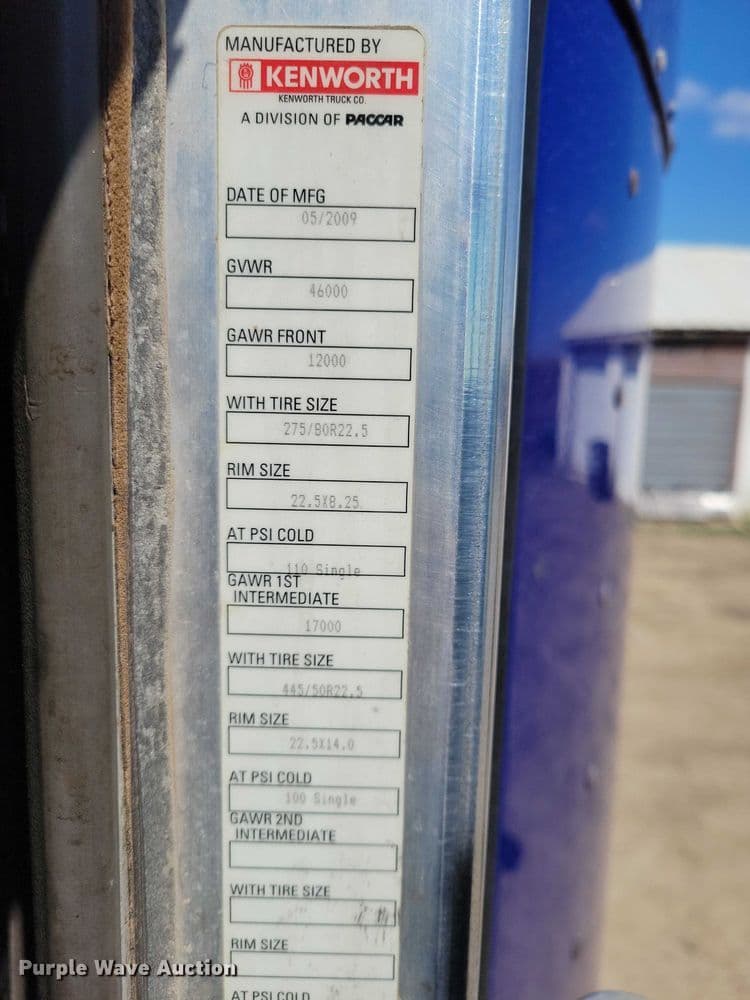 MANUFACTURED BY
KENWORTH
KENWORTH TRUCK CO.
A DIVISION OF PACCAR
DATE OF MFG
05/2009
GVWR
46000
GAWR FRONT
12000
WITH TIRE SIZE
275/80R22.5
RIM SIZE
22.5X8.25
AT PSI COLD
110 Single
GAWR 1ST
INTERMEDIATE
17000
WITH TIRE SIZE
445/50R22.5
RIM SIZE
22.5X14.0
AT PSI COLD
100 Single
GAWR 2ND
INTERMEDIATE
WITH TIRE SIZE
RIM SIZE
AT PSI COLD
Purple Wave Auction